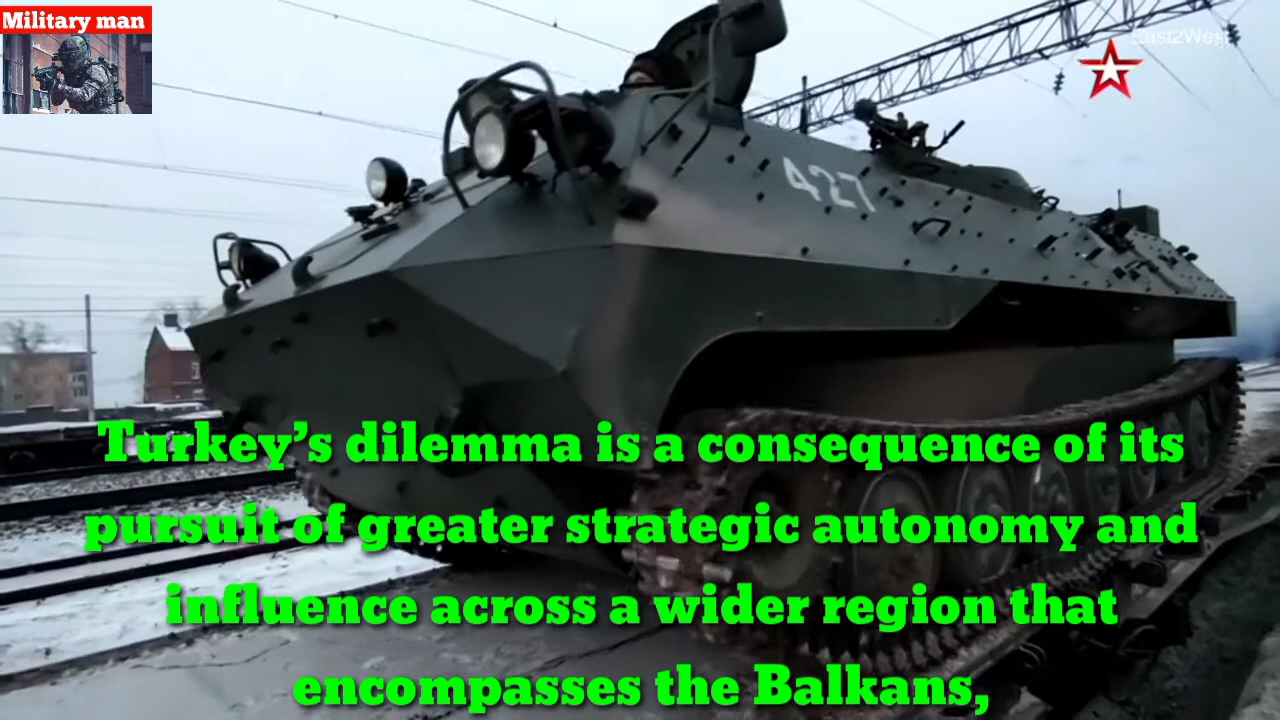 Military man
East2West
427
Turkey’s dilemma is a consequence of its
pursuit of greater strategic autonomy and
influence across a wider region that
encompasses the Balkans,